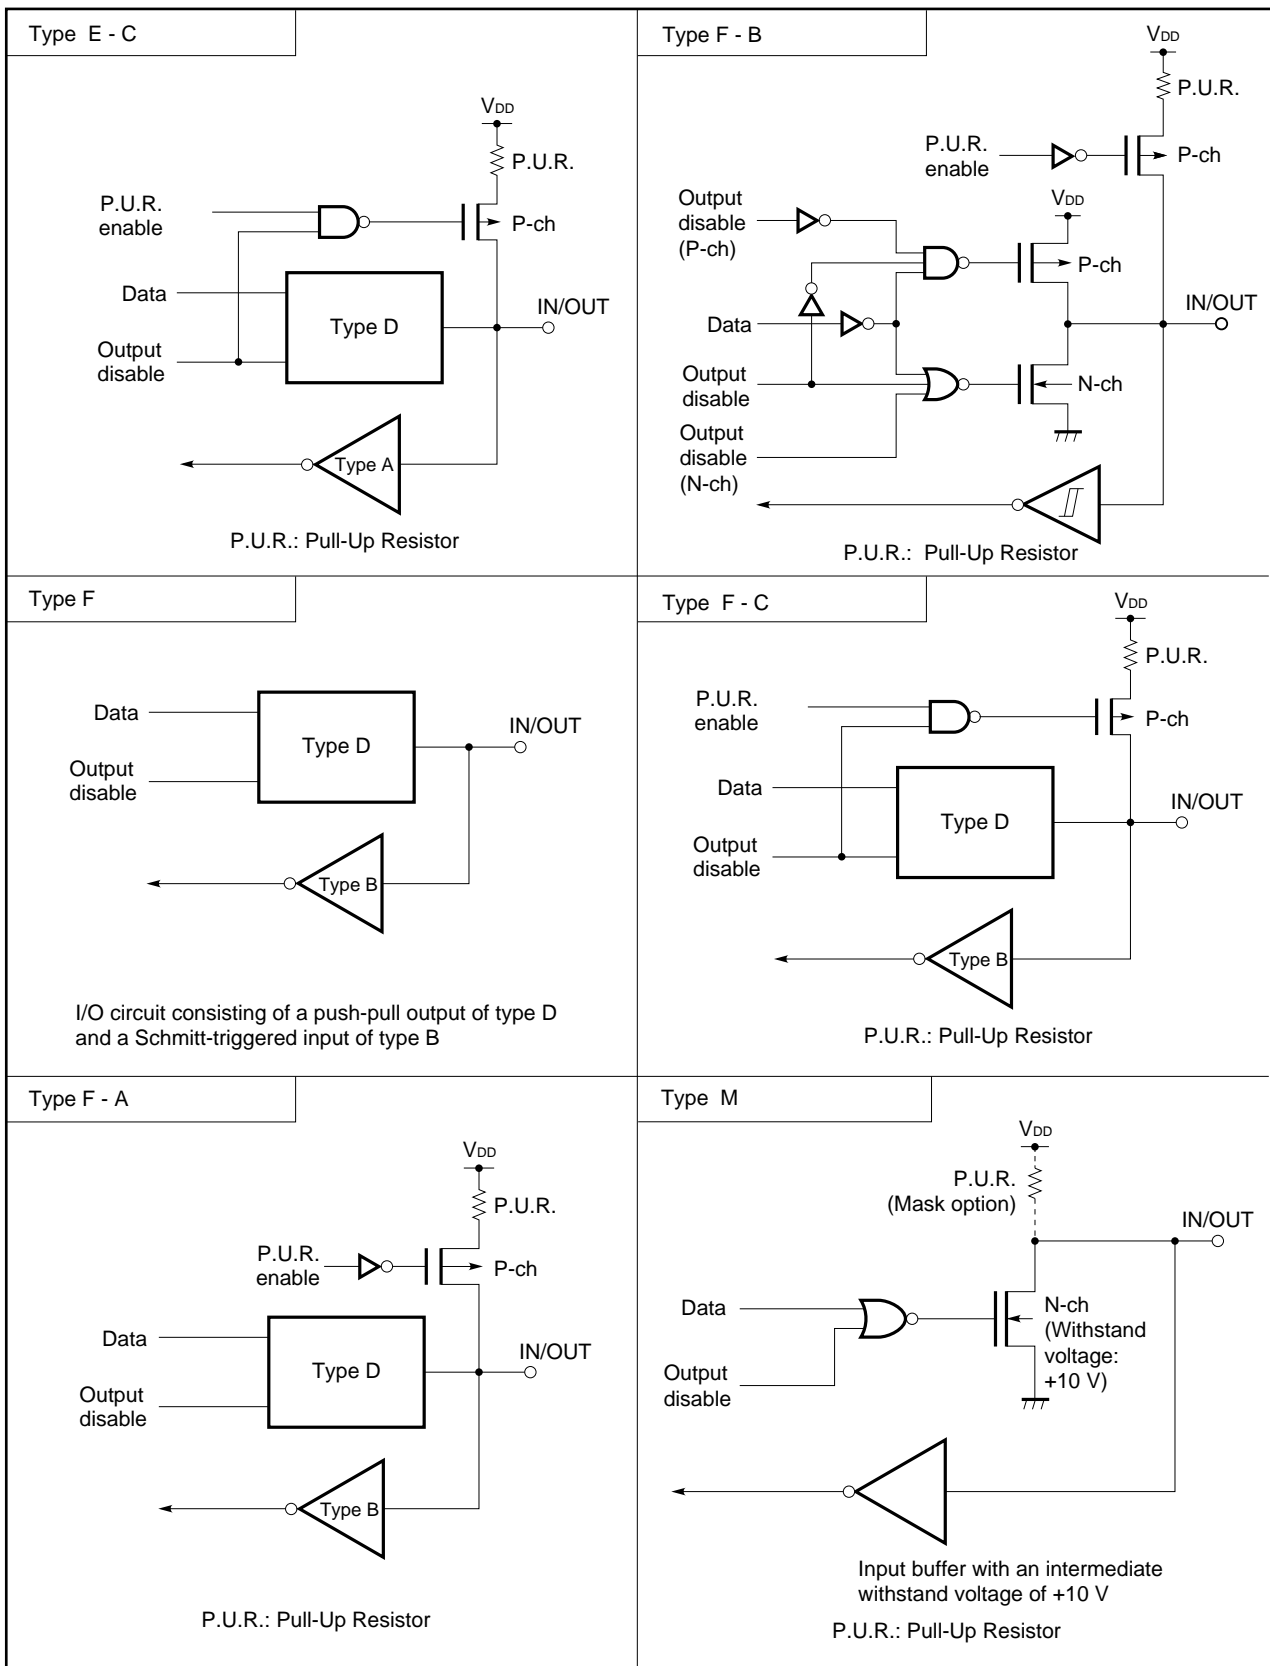 Type E - C
VDD
P.U.R.
P.U.R.
enable
P-ch
Data
Type D
IN/OUT
Output
disable
Type A
P.U.R.: Pull-Up Resistor
Type F - B
VDD
P.U.R.
P.U.R.
enable
P-ch
Output
disable
(P-ch)
VDD
P-ch
IN/OUT
Data
Output
disable
N-ch
Output
disable
(N-ch)
P.U.R.: Pull-Up Resistor
Type F
Data
Type D
IN/OUT
Output
disable
Type B
I/O circuit consisting of a push-pull output of type D
and a Schmitt-triggered input of type B
Type F - C
VDD
P.U.R.
P.U.R.
enable
P-ch
Data
Type D
IN/OUT
Output
disable
Type B
P.U.R.: Pull-Up Resistor
Type F - A
VDD
P.U.R.
P.U.R.
enable
P-ch
Data
Type D
IN/OUT
Output
disable
Type B
P.U.R.: Pull-Up Resistor
Type M
VDD
P.U.R.
(Mask option)
IN/OUT
Data
N-ch
(Withstand
voltage:
+10 V)
Output
disable
Input buffer with an intermediate
withstand voltage of +10 V
P.U.R.: Pull-Up Resistor